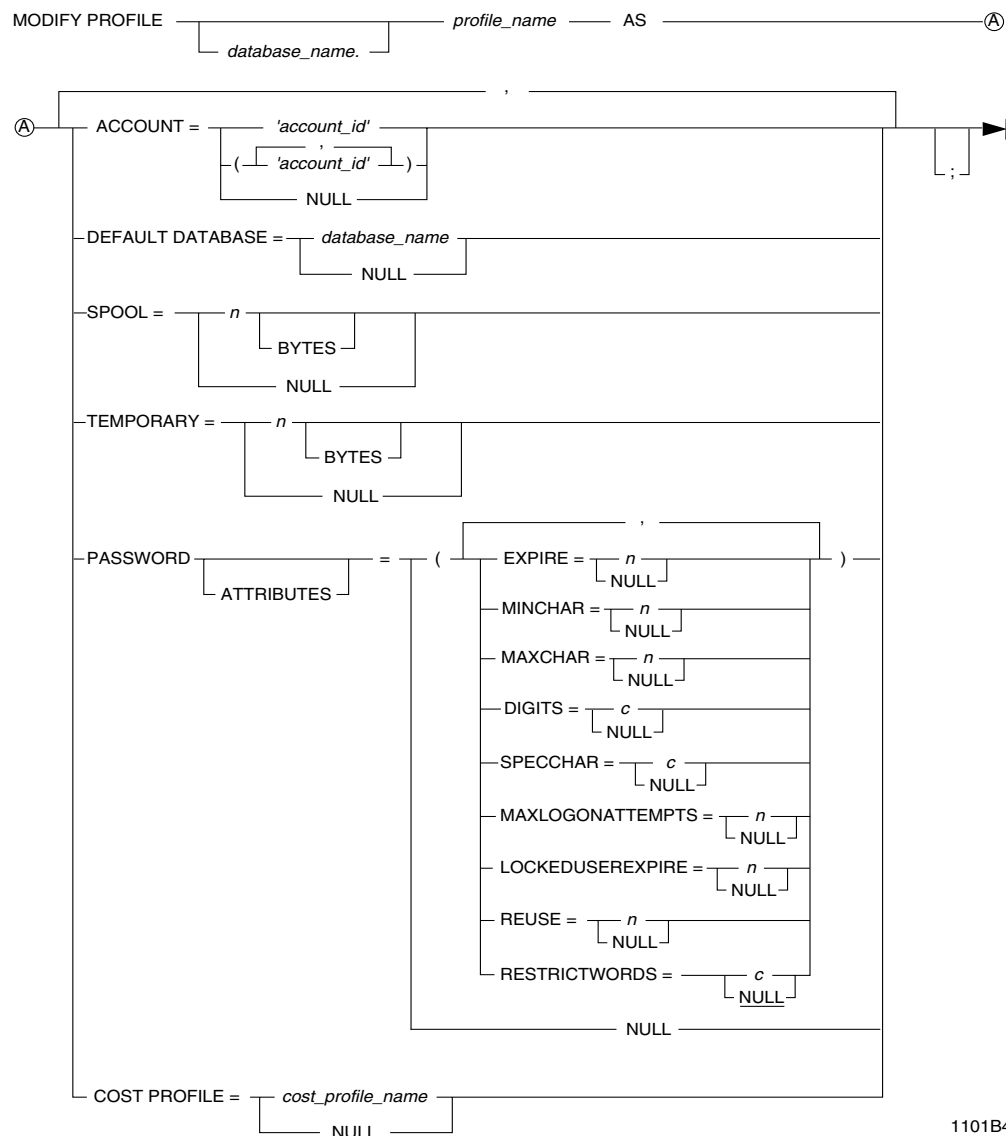 MODIFY PROFILE profile_name AS A
database_name.
,
A ACCOUNT = 'account_id'
,
( 'account_id' )
NULL
;
DEFAULT DATABASE = database_name
NULL
SPOOL = n
BYTES
NULL
TEMPORARY = n
BYTES
NULL
,
PASSWORD = ( EXPIRE = n )
ATTRIBUTES NULL
MINCHAR = n
NULL
MAXCHAR = n
NULL
DIGITS = c
NULL
SPECCHAR = c
NULL
MAXLOGONATTEMPTS = n
NULL
LOCKEDUSEREXPIRE = n
NULL
REUSE = n
NULL
RESTRICTWORDS = c
NULL
NULL
COST PROFILE = cost_profile_name
NULL
1101B4